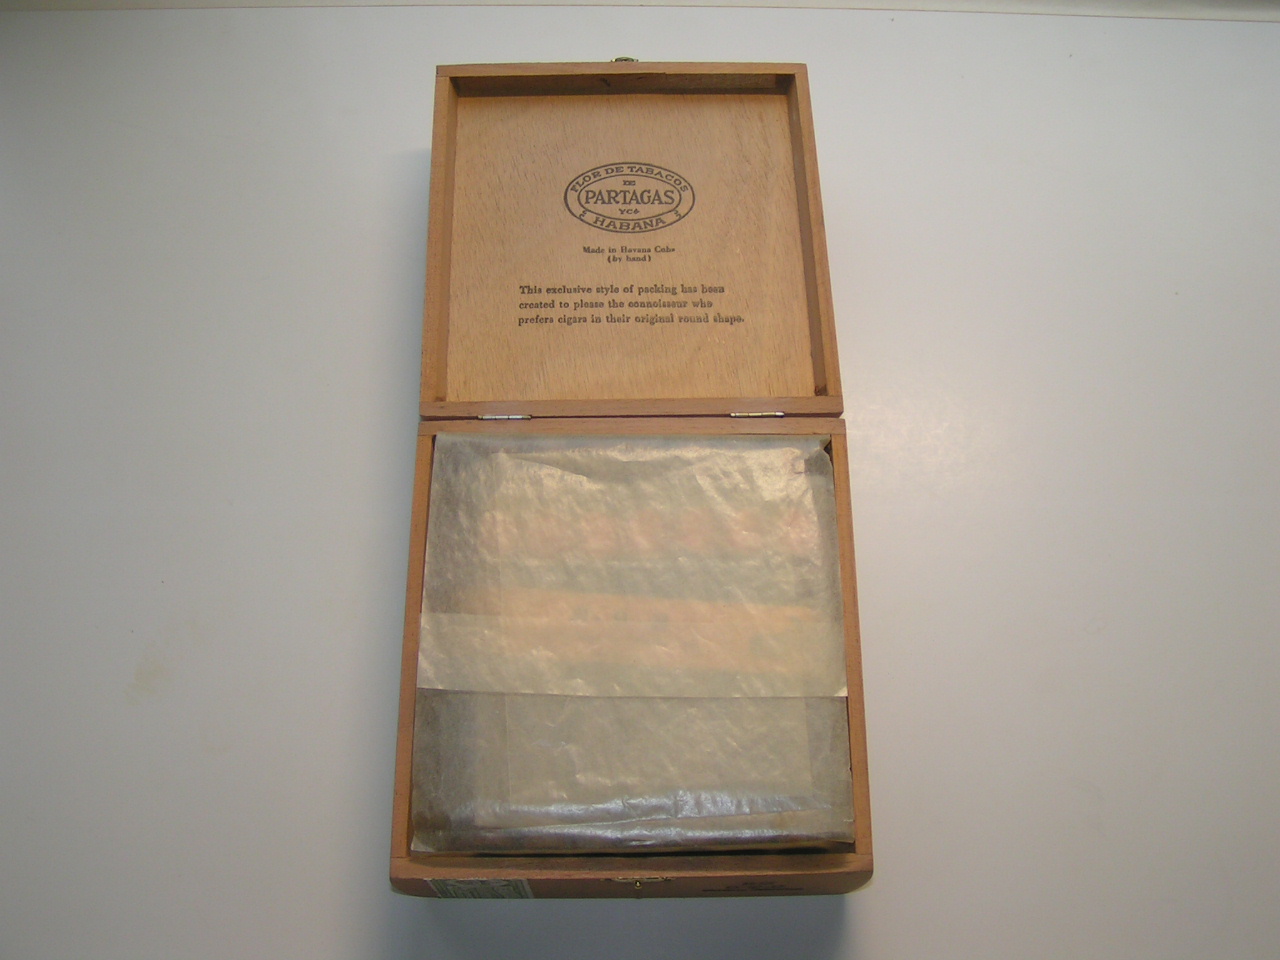 FLOR DE TABACOS
DE
PARTAGAS
Y Cª
HABANA
Made in Havana Cuba
(by hand)
This exclusive style of packing has been
created to please the connoisseur who
prefers cigars in their original round shape.